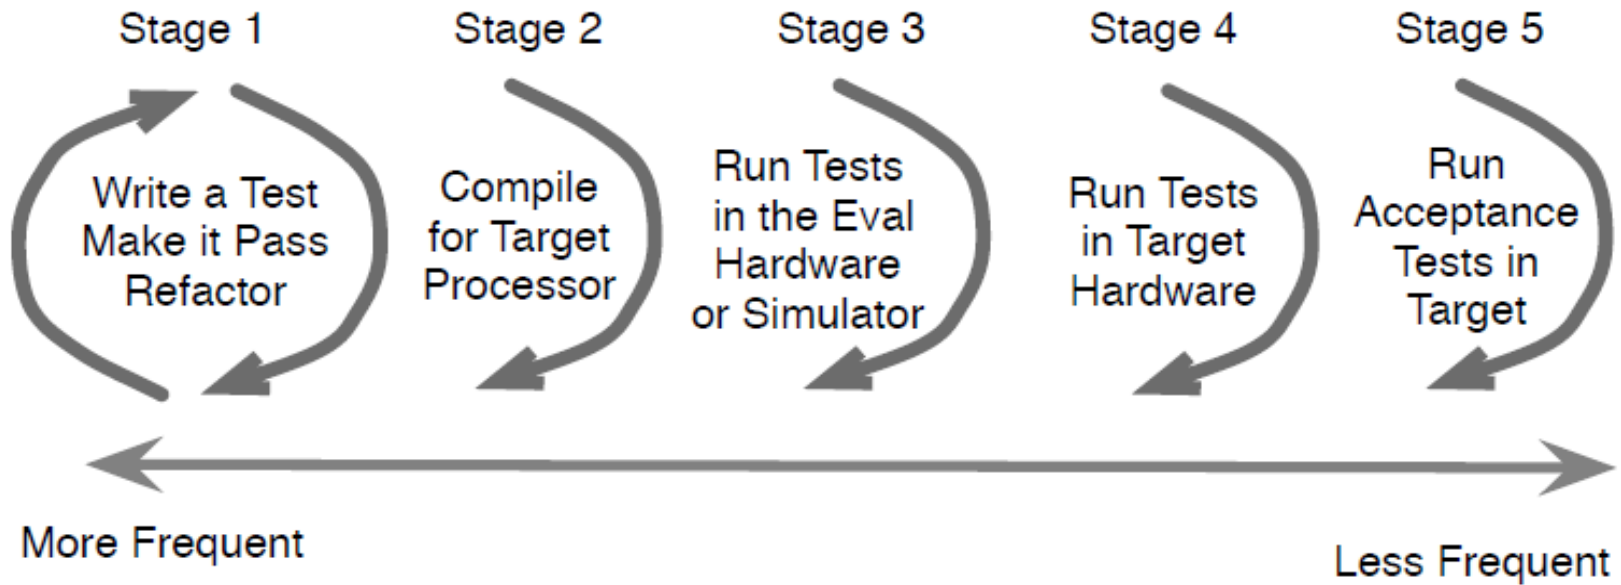 Stage 1
Stage 2
Stage 3
Stage 4
Stage 5
Write a Test
Make it Pass
Refactor
Compile
for Target
Processor
Run Tests
in the Eval
Hardware
or Simulator
Run Tests
in Target
Hardware
Run
Acceptance
Tests in
Target
More Frequent
Less Frequent